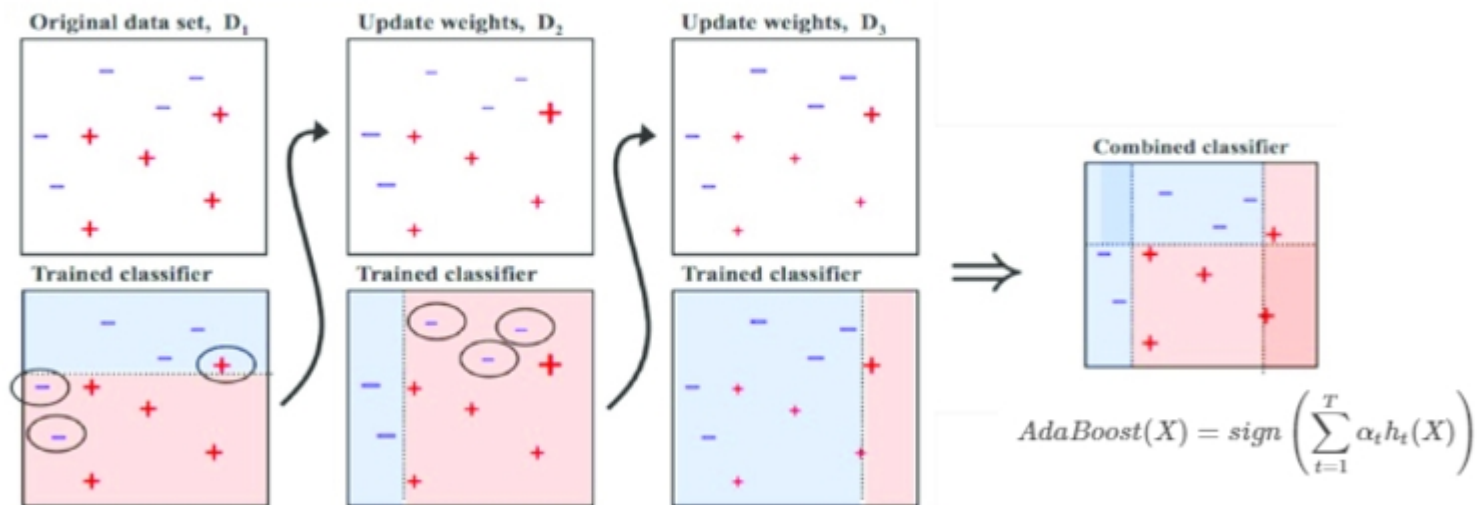 Original data set, D₁
Update weights, D₂
Update weights, D₃
Combined classifier
Trained classifier
Trained classifier
Trained classifier
AdaBoost(X) = sign ( ∑_{t=1}^{T} α_t h_t(X) )